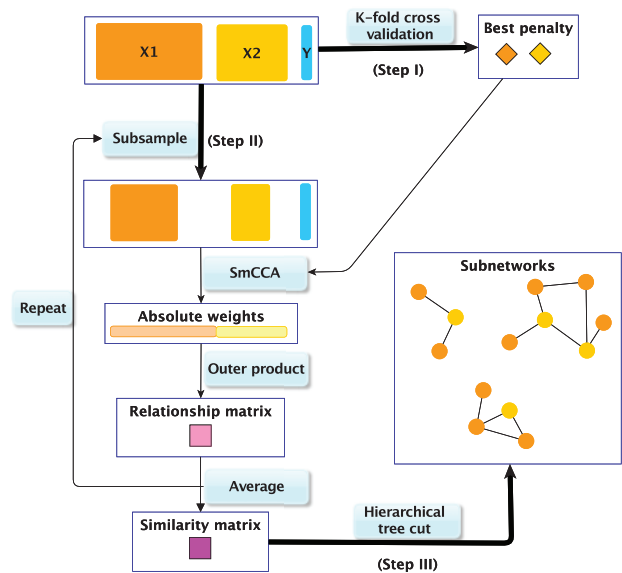 X1
X2
Y
K-fold cross
validation
(Step I)
Best penalty
Subsample
(Step II)
SmCCA
Repeat
Absolute weights
Outer product
Relationship matrix
Average
Similarity matrix
Hierarchical
tree cut
(Step III)
Subnetworks